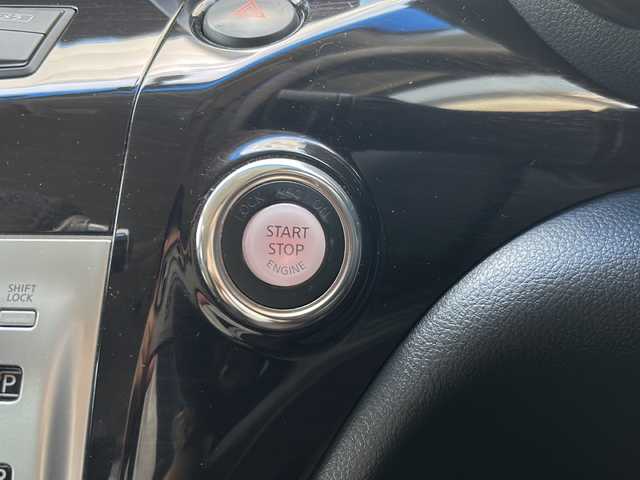 LOCK ACC ON
START
STOP
ENGINE
SHIFT
LOCK
P
R